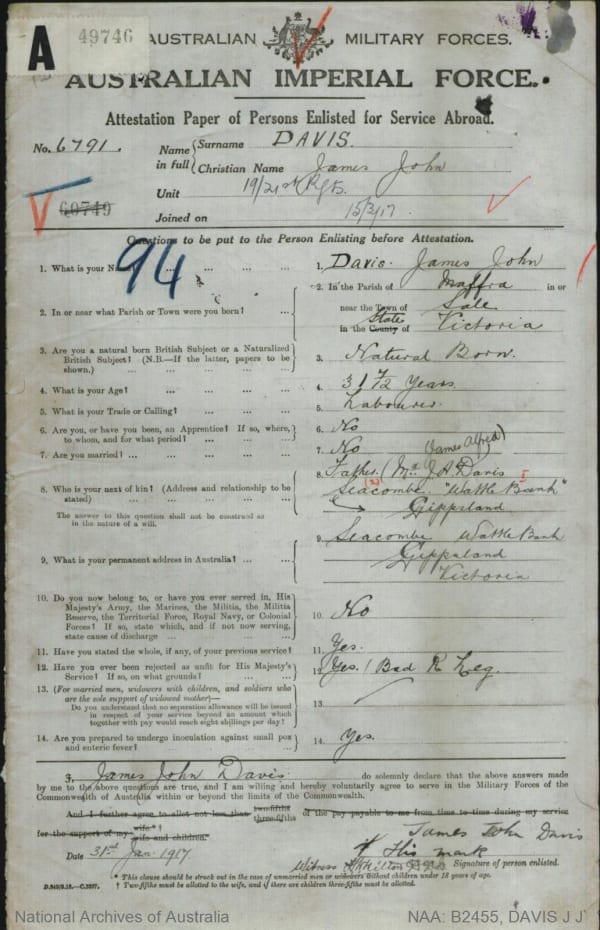 A
49746
AUSTRALIAN MILITARY FORCES.
AUSTRALIAN IMPERIAL FORCE.
Attestation Paper of Persons Enlisted for Service Abroad.
No. 6791.
Name in full
Surname DAVIS.
Christian Name James John
Unit 19/21st Rfts.
60749
Joined on 15/3/17.
Questions to be put to the Person Enlisting before Attestation.
94
1. What is your Name? ... ... ...
1. Davis. James John
2. In or near what Parish or Town were you born? ...
2. In the Parish of Maffra in or
near the Town of Sale
in the County of State Victoria
3. Are you a natural born British Subject or a Naturalized
British Subject? (N.B.—If the latter, papers to be
shown.) ... ... ... ...
3. Natural Born.
4. What is your Age? ... ... ...
4. 31 7/12 Years.
5. What is your Trade or Calling? ... ... ...
5. Labourer.
6. Are you, or have you been, an Apprentice? If so, where,
to whom, and for what period? ... ... ...
6. No
7. Are you married? ... ... ... ...
7. No
8. Who is your next of kin? (Address and relationship to be
stated) ... ... ... ...
The answer to this question shall not be construed as
in the nature of a will.
(James Alfred)
8. Father. (Mr J. A. Davis
Seacombe. "Wattle Bank"
Gippsland
9. What is your permanent address in Australia? ... ...
9. Seacombe Wattle Bank
Gippsland
Victoria
10. Do you now belong to, or have you ever served in, His
Majesty's Army, the Marines, the Militia, the Militia
Reserve, the Territorial Force, Royal Navy, or Colonial
Forces? If so, state which, and if not now serving,
state cause of discharge ... ... ...
10. No
11. Have you stated the whole, if any, of your previous service?
11. Yes.
12. Have you ever been rejected as unfit for His Majesty's
Service? If so, on what grounds? ... ...
12. Yes. / Bad R Leg
13. (For married men, widowers with children, and soldiers who
are the sole support of widowed mother)—
Do you understand that no separation allowance will be issued
in respect of your service beyond an amount which
together with pay would reach eight shillings per day?
13.
14. Are you prepared to undergo inoculation against small pox
and enteric fever? ... ... ... ...
14. Yes.
I, James John Davis do solemnly declare that the above answers made
by me to the above questions are true, and I am willing and hereby voluntarily agree to serve in the Military Forces of the
Commonwealth of Australia within or beyond the limits of the Commonwealth.
And I further agree to allot not less than two-fifths three-fifths of the pay payable to me from time to time during my service
for the support of my wife.* wife and children.†
James John Davis
X His mark
Date 31st Jan. 1917.
Witness
Signature of person enlisted.
* This clause should be struck out in the case of unmarried men or widowers without children under 18 years of age.
† Two-fifths must be allotted to the wife, and if there are children three-fifths must be allotted.
National Archives of Australia
NAA: B2455, DAVIS J J